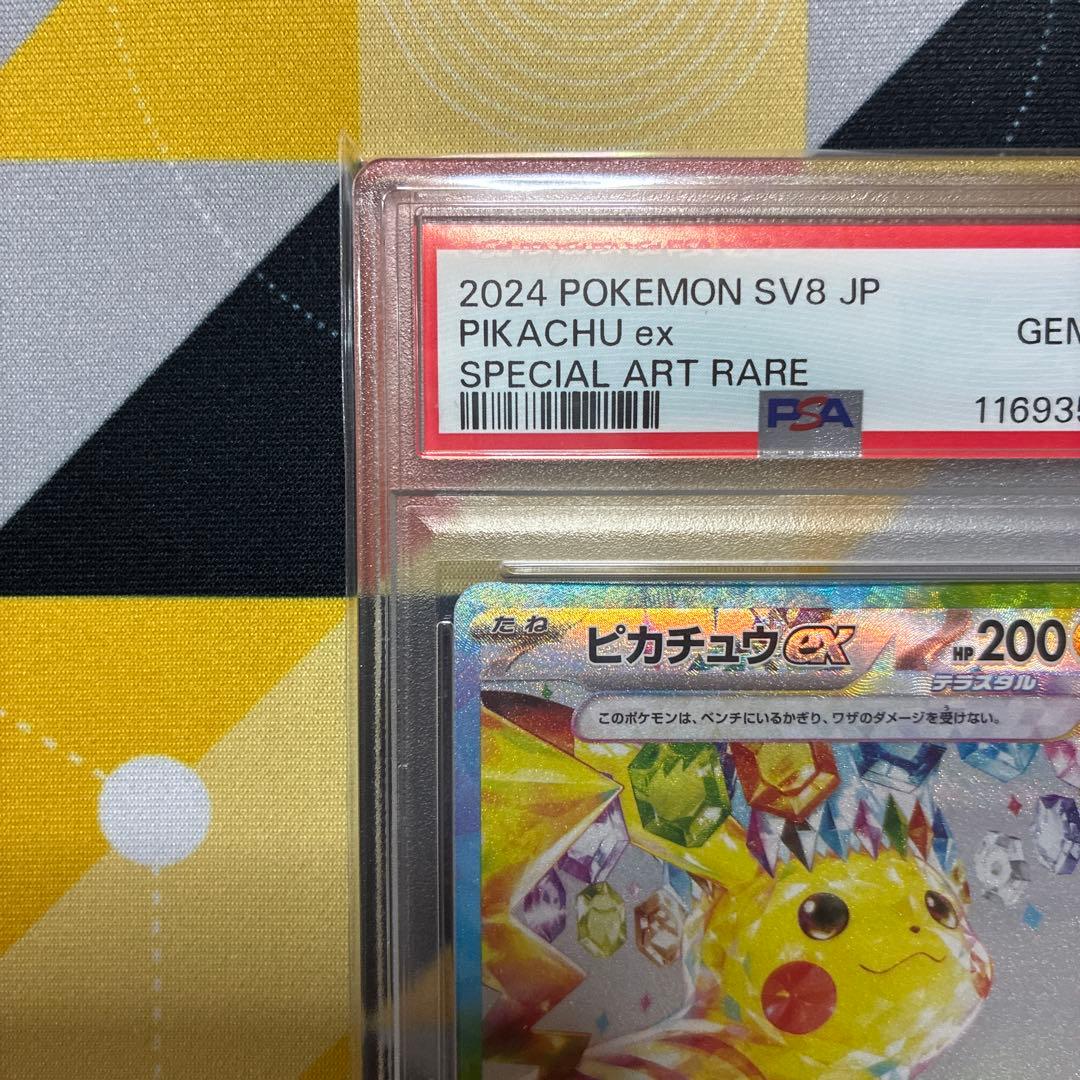 2024 POKEMON SV8 JP
PIKACHU ex
GEM
SPECIAL ART RARE
PSA
11693
たね
ピカチュウex
HP 200
テラスタル
このポケモンは、ベンチにいるかぎり、ワザのダメージを受けない。